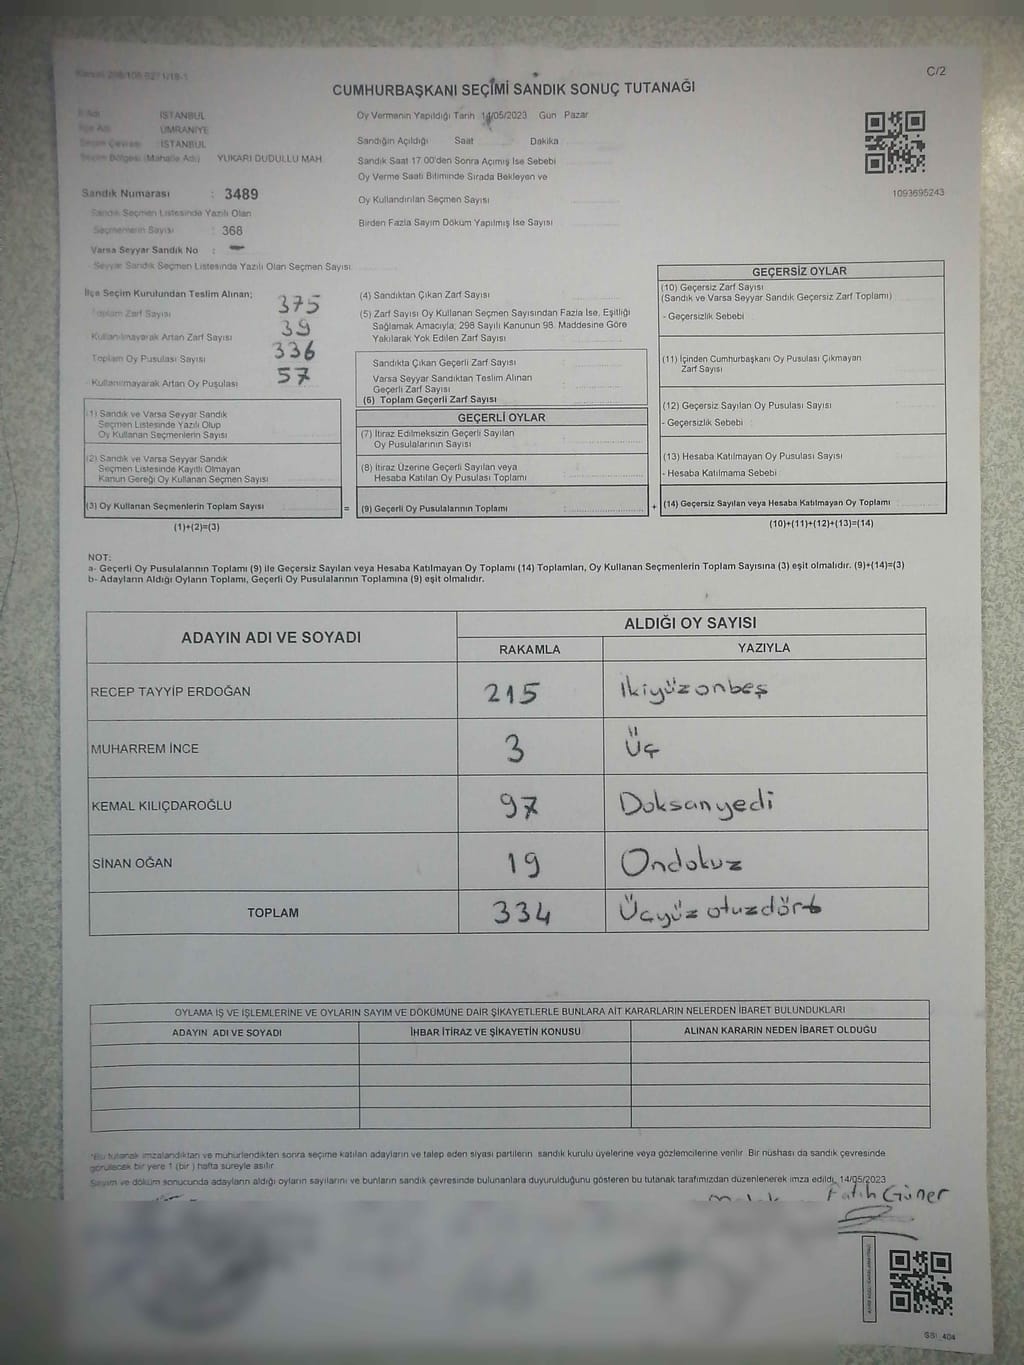 C/2
CUMHURBAŞKANI SEÇİMİ SANDIK SONUÇ TUTANAĞI
İSTANBUL
ÜMRANİYE
İSTANBUL
Seçim Bölgesi (Mahalle Adı) YUKARI DUDULLU MAH
Sandık Numarası : 3489
Sandık Seçmen Listesinde Yazılı Olan
Seçmenlerin Sayısı : 368
Varsa Seyyar Sandık No : -
- Seyyar Sandık Seçmen Listesinde Yazılı Olan Seçmen Sayısı
Oy Vermenin Yapıldığı Tarih 14/05/2023 Gün Pazar
Sandığın Açıldığı Saat Dakika
Sandık Saat 17 00'den Sonra Açımış İse Sebebi
Oy Verme Saati Bitiminde Sırada Bekleyen ve
Oy Kullandırılan Seçmen Sayısı
Birden Fazla Sayım Döküm Yapılmış İse Sayısı
1093695243
İlçe Seçim Kurulundan Teslim Alınan;
Toplam Zarf Sayısı 375
Kullanılmayarak Artan Zarf Sayısı 39
Toplam Oy Pusulası Sayısı 336
- Kullanılmayarak Artan Oy Puşulası 57
(1) Sandık ve Varsa Seyyar Sandık
Seçmen Listesinde Yazılı Olup
Oy Kullanan Seçmenlerin Sayısı
(2) Sandık ve Varsa Seyyar Sandık
Seçmen Listesinde Kayıtlı Olmayan
Kanun Gereği Oy Kullanan Seçmen Sayısı
(3) Oy Kullanan Seçmenlerin Toplam Sayısı
(1)+(2)=(3)
=
(4) Sandıktan Çıkan Zarf Sayısı
(5) Zarf Sayısı Oy Kullanan Seçmen Sayısından Fazla İse, Eşitliği
Sağlamak Amacıyla; 298 Sayılı Kanunun 98. Maddesine Göre
Yakılarak Yok Edilen Zarf Sayısı
Sandıkta Çıkan Geçerli Zarf Sayısı
Varsa Seyyar Sandıktan Teslim Alınan
Geçerli Zarf Sayısı
(6) Toplam Geçerli Zarf Sayısı
GEÇERLİ OYLAR
(7) İtiraz Edilmeksizin Geçerli Sayılan
Oy Pusulalarının Sayısı
(8) İtiraz Üzerine Geçerli Sayılan veya
Hesaba Katılan Oy Pusulası Toplamı
(9) Geçerli Oy Pusulalarının Toplamı
+
GEÇERSİZ OYLAR
(10) Geçersiz Zarf Sayısı
(Sandık ve Varsa Seyyar Sandık Geçersiz Zarf Toplamı)
- Geçersizlik Sebebi
(11) İçinden Cumhurbaşkanı Oy Pusulası Çıkmayan
Zarf Sayısı
(12) Geçersiz Sayılan Oy Pusulası Sayısı
- Geçersizlik Sebebi
(13) Hesaba Katılmayan Oy Pusulası Sayısı
- Hesaba Katılmama Sebebi
(14) Geçersiz Sayılan veya Hesaba Katılmayan Oy Toplamı
(10)+(11)+(12)+(13)=(14)
NOT:
a- Geçerli Oy Pusulalarının Toplamı (9) ile Geçersiz Sayılan veya Hesaba Katılmayan Oy Toplamı (14) Toplamları, Oy Kullanan Seçmenlerin Toplam Sayısına (3) eşit olmalıdır. (9)+(14)=(3)
b- Adayların Aldığı Oyların Toplamı, Geçerli Oy Pusulalarının Toplamına (9) eşit olmalıdır.
ADAYIN ADI VE SOYADI
ALDIĞI OY SAYISI
RAKAMLA YAZIYLA
RECEP TAYYİP ERDOĞAN 215 İkiyüzonbeş
MUHARREM İNCE 3 Üç
KEMAL KILIÇDAROĞLU 97 Doksanyedi
SİNAN OĞAN 19 Ondokuz
TOPLAM 334 Üçyüz otuzdört
OYLAMA İŞ VE İŞLEMLERİNE VE OYLARIN SAYIM VE DÖKÜMÜNE DAİR ŞİKAYETLERLE BUNLARA AİT KARARLARIN NELERDEN İBARET BULUNDUKLARI
ADAYIN ADI VE SOYADI İHBAR İTİRAZ VE ŞİKAYETİN KONUSU ALINAN KARARIN NEDEN İBARET OLDUĞU
*Bu tutanak imzalandıktan ve mühürlendikten sonra seçime katılan adayların ve talep eden siyasi partilerin sandık kurulu üyelerine veya gözlemcilerine verilir. Bir nüshası da sandık çevresinde
görülecek bir yere 1 (bir ) hafta süreyle asılır.
Sayım ve döküm sonucunda adayların aldığı oyların sayılarını ve bunların sandık çevresinde bulunanlara duyurulduğunu gösteren bu tutanak tarafımızdan düzenlenerek imza edildi. 14/05/2023
Fatih Güner
SSI_404